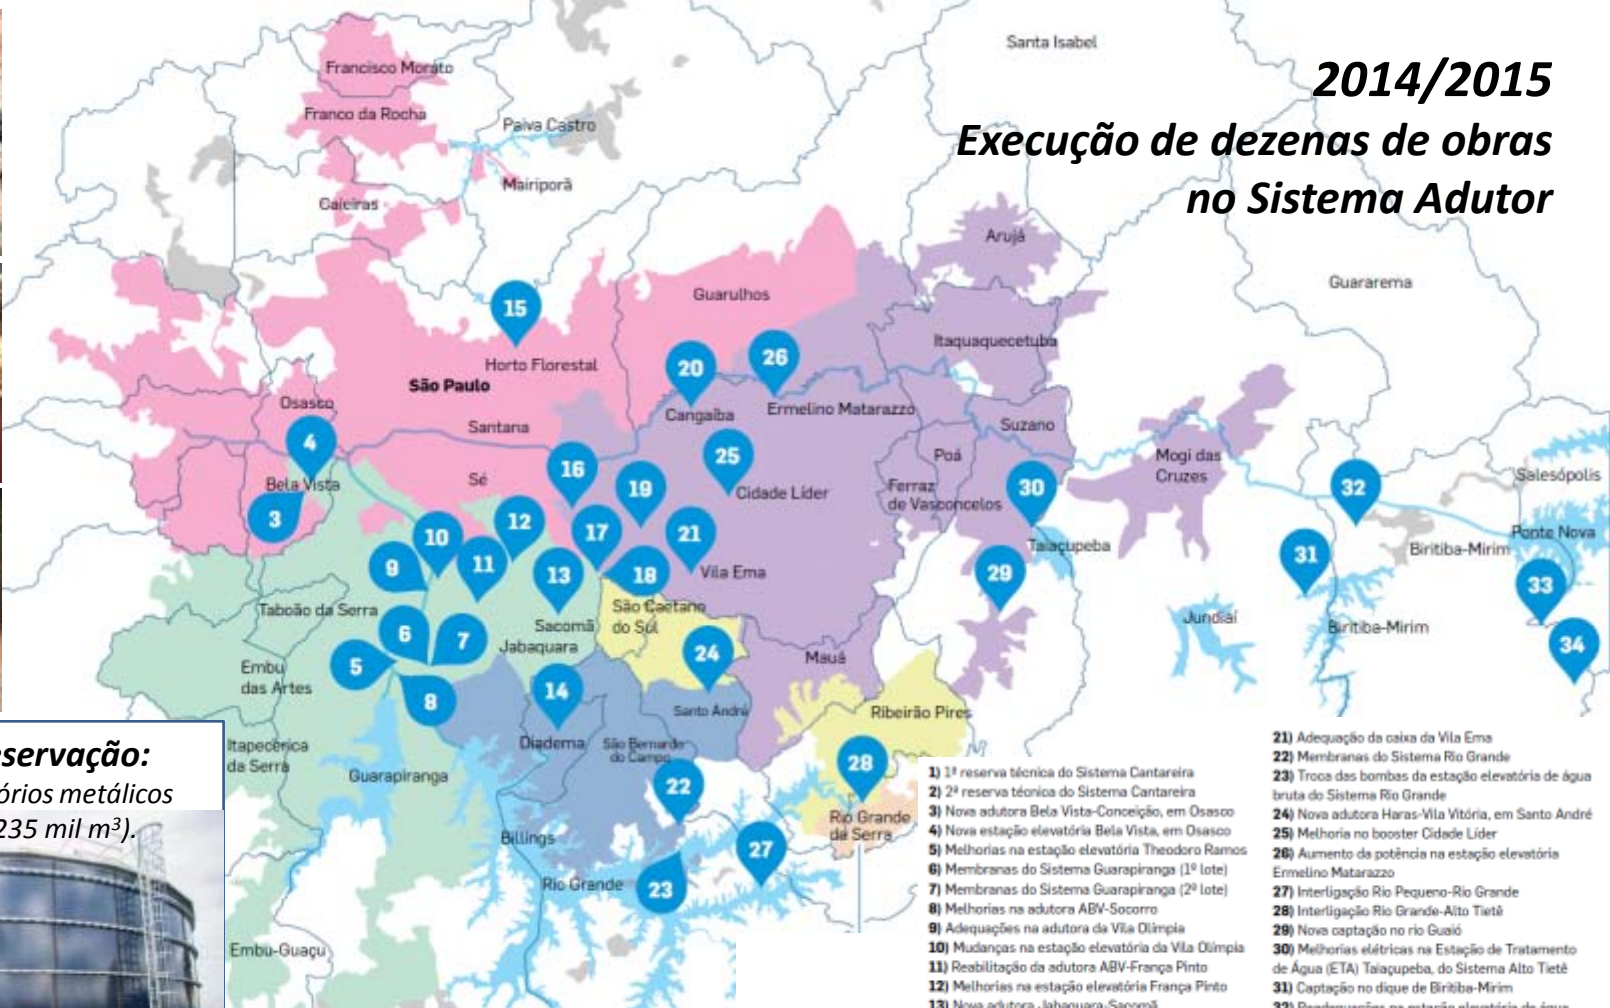 2014/2015
Execução de dezenas de obras
no Sistema Adutor
Santa Isabel
Francisco Morato
Franco da Rocha
Paiva Castro
Mairiporã
Caieiras
Arujá
Guararema
Guarulhos
15
Horto Florestal
São Paulo
Itaquaquecetuba
20
26
Osasco
Cangaíba
Ermelino Matarazzo
Santana
Suzano
4
16
25
Poá
Mogi das
Cruzes
Bela Vista
Sé
19
Cidade Líder
Ferraz
de Vasconcelos
30
32
Salesópolis
3
12
17
21
Taiaçupeba
Ponte Nova
10
11
9
13
18
Vila Ema
29
31
Biritiba-Mirim
33
Taboão da Serra
São Caetano
do Sul
Sacomã
Jundiaí
Biritiba-Mirim
6
7
Jabaquara
5
24
Mauá
34
Embu
das Artes
8
14
Santo André
Ribeirão Pires
Itapecerica
da Serra
Diadema
São Bernardo
do Campo
Guarapiranga
22
28
Rio Grande
da Serra
Billings
27
Rio Grande
23
Embu-Guaçu
servação:
órios metálicos
235 mil m³).
1) 1ª reserva técnica do Sistema Cantareira
2) 2ª reserva técnica do Sistema Cantareira
3) Nova adutora Bela Vista-Conceição, em Osasco
4) Nova estação elevatória Bela Vista, em Osasco
5) Melhorias na estação elevatória Theodoro Ramos
6) Membranas do Sistema Guarapiranga (1º lote)
7) Membranas do Sistema Guarapiranga (2º lote)
8) Melhorias na adutora ABV-Socorro
9) Adequações na adutora da Vila Olímpia
10) Mudanças na estação elevatória da Vila Olímpia
11) Reabilitação da adutora ABV-França Pinto
12) Melhorias na estação elevatória França Pinto
13) Nova adutora Jabaquara-Sacomã
21) Adequação da caixa da Vila Ema
22) Membranas do Sistema Rio Grande
23) Troca das bombas da estação elevatória de água
bruta do Sistema Rio Grande
24) Nova adutora Haras-Vila Vitória, em Santo André
25) Melhoria no booster Cidade Líder
26) Aumento da potência na estação elevatória
Ermelino Matarazzo
27) Interligação Rio Pequeno-Rio Grande
28) Interligação Rio Grande-Alto Tietê
29) Nova captação no rio Guaió
30) Melhorias elétricas na Estação de Tratamento
de Água (ETA) Taiaçupeba, do Sistema Alto Tietê
31) Captação no dique de Biritiba-Mirim
32) Readequações na estação elevatória de água